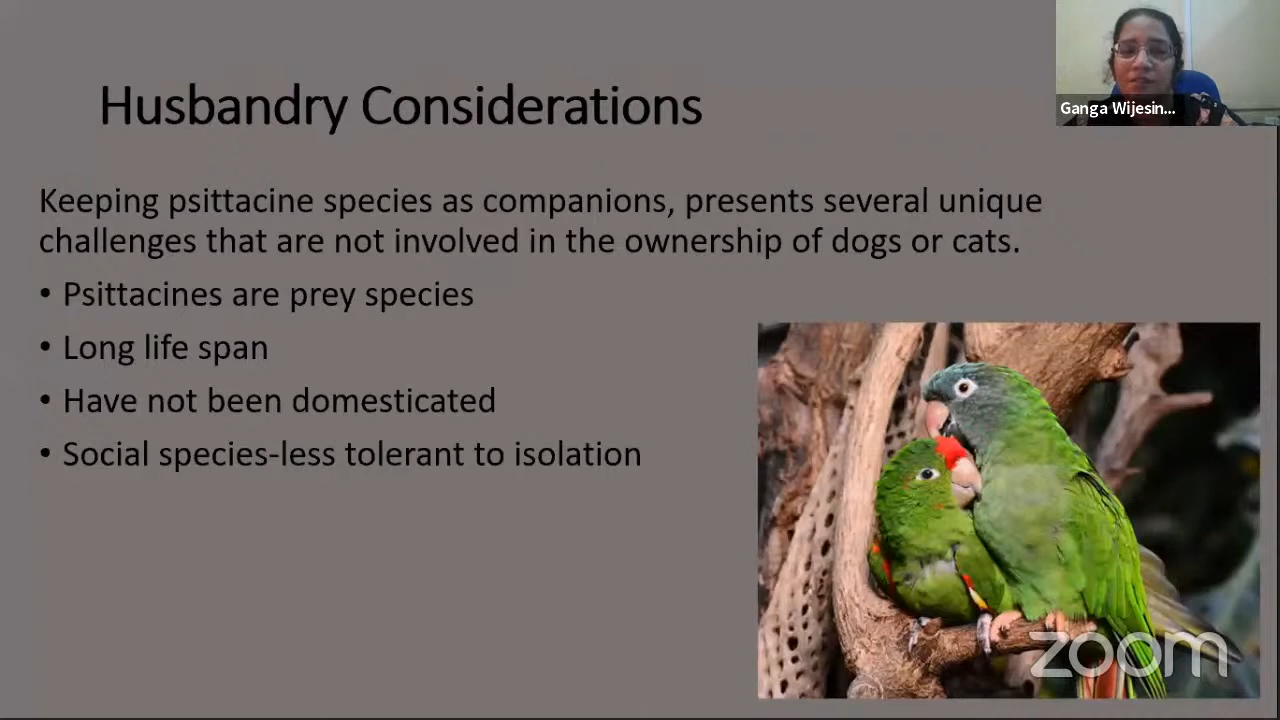 Husbandry Considerations
Ganga Wijesin...
Keeping psittacine species as companions, presents several unique
challenges that are not involved in the ownership of dogs or cats.
• Psittacines are prey species
• Long life span
• Have not been domesticated
• Social species-less tolerant to isolation
zoom